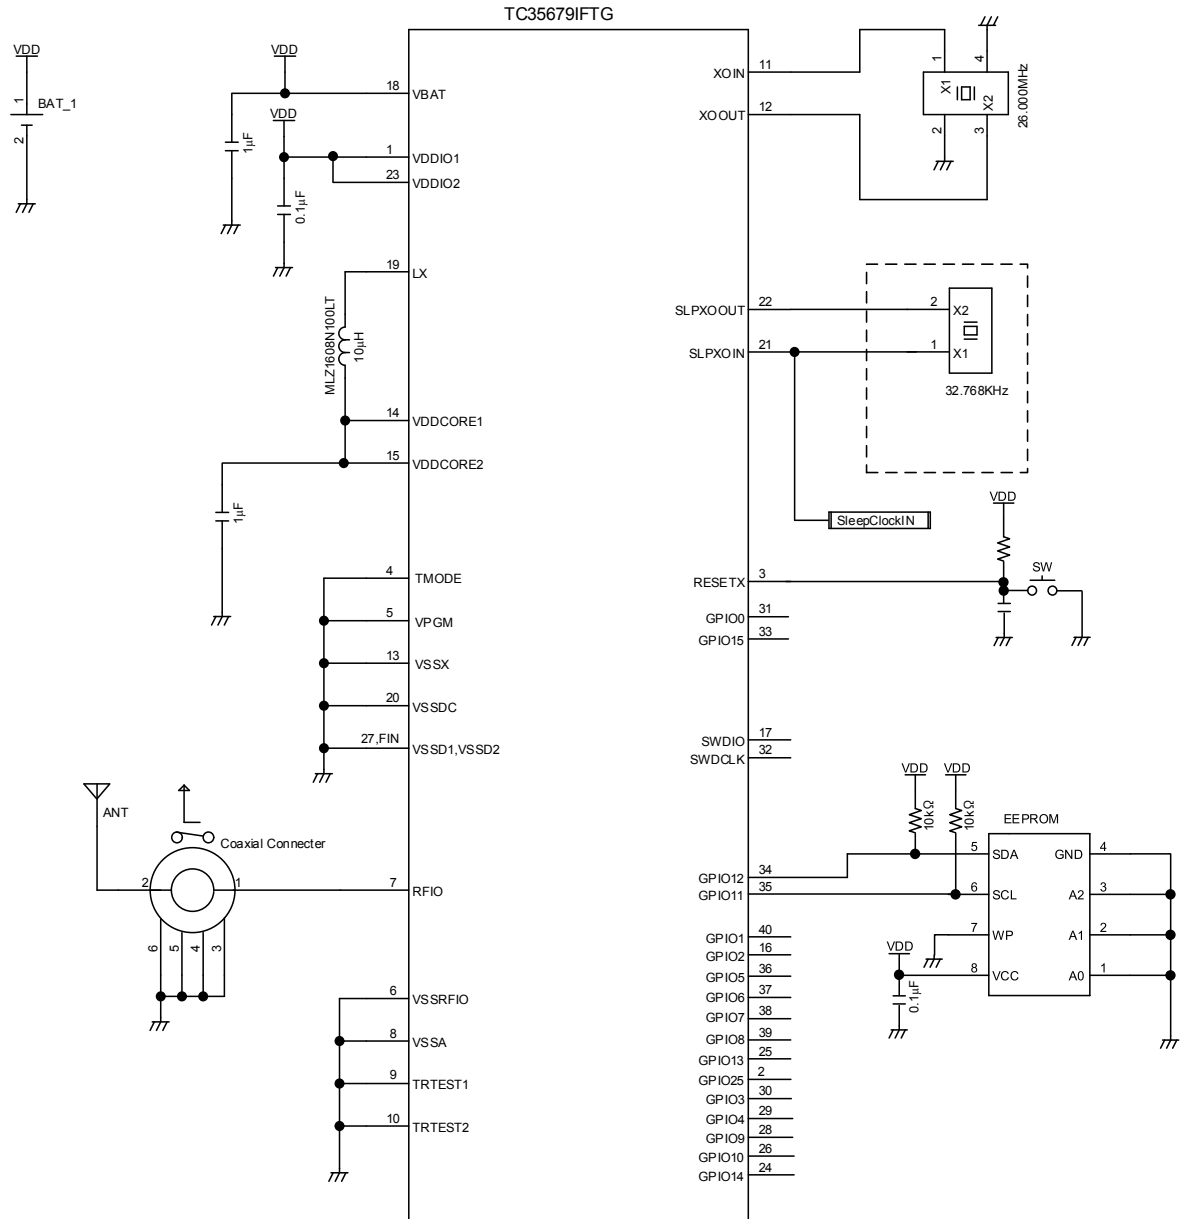 TC35679IFTG
VDD
1
BAT_1
2
VDD
18
VBAT
1µF
VDD
1
VDDIO1
23
VDDIO2
0.1µF
19
LX
MLZ1608N100LT
10µH
14
VDDCORE1
15
VDDCORE2
1µF
4
TMODE
5
VPGM
13
VSSX
20
VSSDC
27,FIN
VSSD1,VSSD2
ANT
Coaxial Connecter
2
1
7
RFIO
6
5
4
3
6
VSSRFIO
8
VSSA
9
TRTEST1
10
TRTEST2
XOIN
11
XOOUT
12
1
4
X1
X2
2
3
26.000MHz
SLPXOOUT
22
2
X2
SLPXOIN
21
1
X1
32.768KHz
SleepClockIN
VDD
RESETX
3
SW
GPIO0
31
GPIO15
33
SWDIO
17
SWDCLK
32
VDD
VDD
10kΩ
10kΩ
EEPROM
GPIO12
34
GPIO11
35
5
SDA
GND
4
6
SCL
A2
3
7
WP
A1
2
VDD
8
VCC
A0
1
0.1µF
GPIO1
40
GPIO2
16
GPIO5
36
GPIO6
37
GPIO7
38
GPIO8
39
GPIO13
25
GPIO25
2
GPIO3
30
GPIO4
29
GPIO9
28
GPIO10
26
GPIO14
24